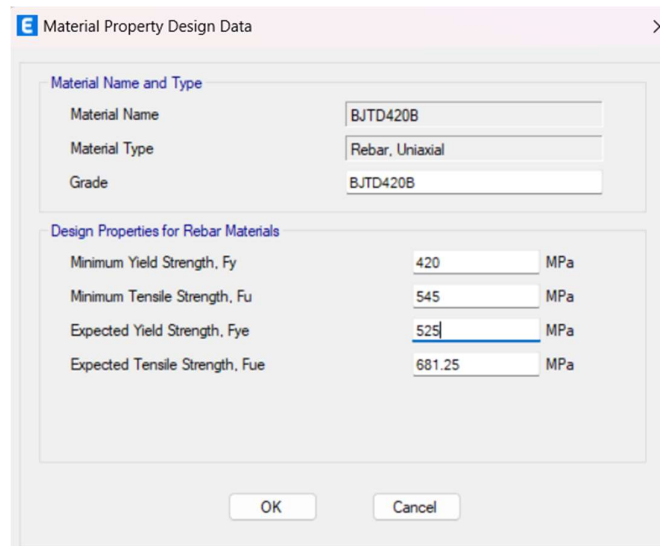 E Material Property Design Data
Material Name and Type
Material Name BJTD420B
Material Type Rebar, Uniaxial
Grade BJTD420B
Design Properties for Rebar Materials
Minimum Yield Strength, Fy 420 MPa
Minimum Tensile Strength, Fu 545 MPa
Expected Yield Strength, Fye 525 MPa
Expected Tensile Strength, Fue 681.25 MPa
OK Cancel